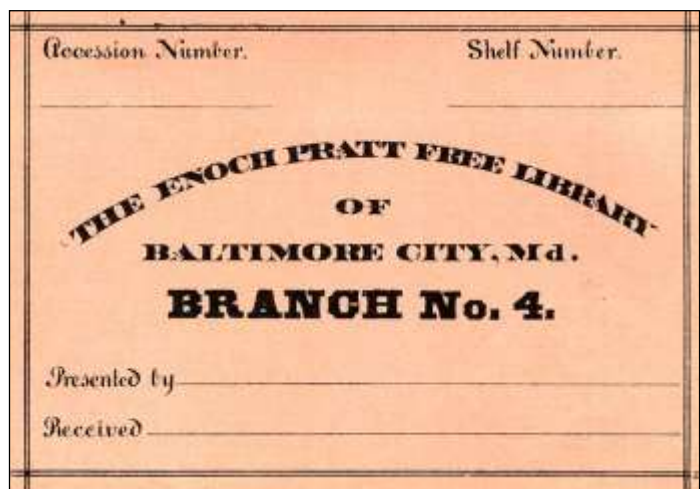 Accession Number. Shelf Number.
THE ENOCH PRATT FREE LIBRARY
OF
BALTIMORE CITY, Md.
BRANCH No. 4.
Presented by
Received